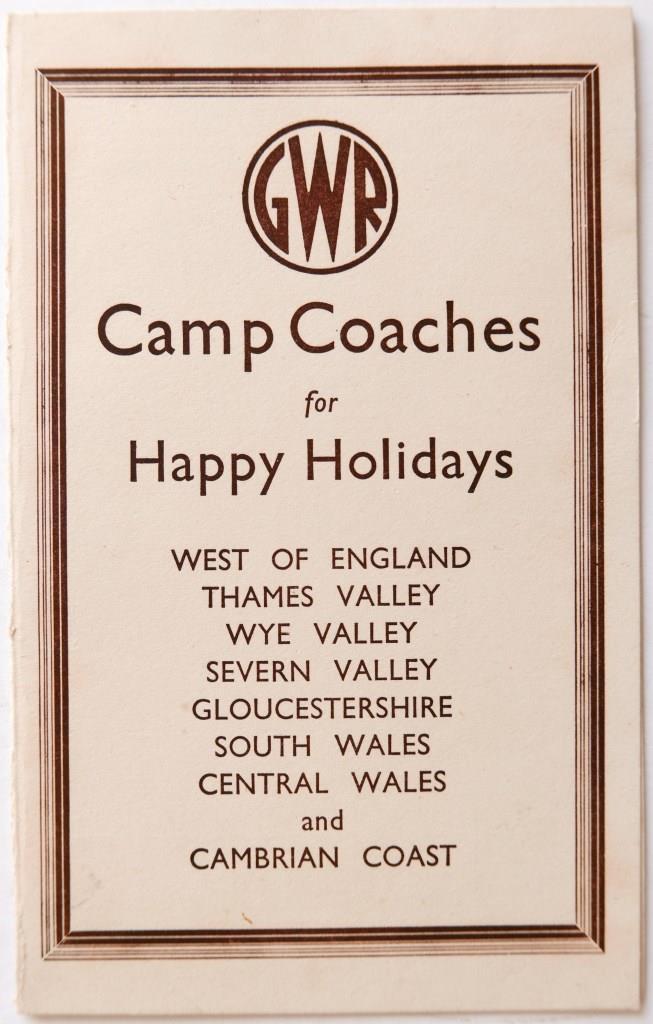 GWR
Camp Coaches
for
Happy Holidays
WEST OF ENGLAND
THAMES VALLEY
WYE VALLEY
SEVERN VALLEY
GLOUCESTERSHIRE
SOUTH WALES
CENTRAL WALES
and
CAMBRIAN COAST